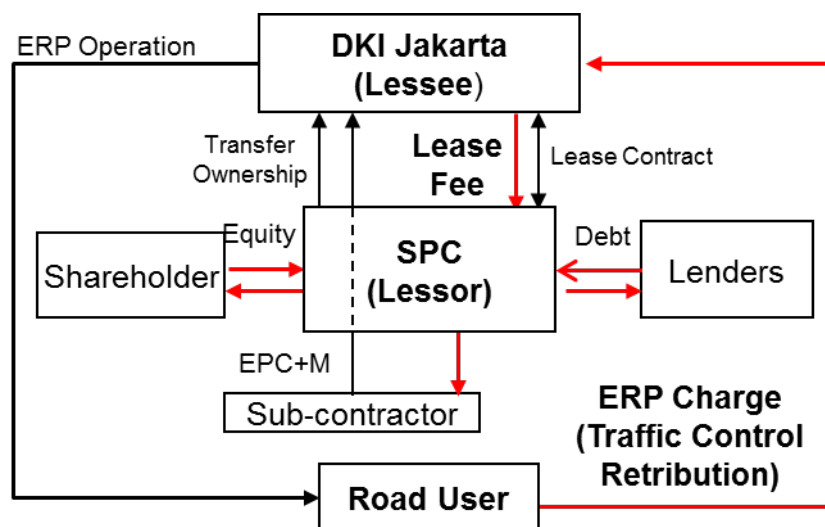 ERP Operation
DKI Jakarta
(Lessee)
Transfer
Ownership
Lease
Fee
Lease Contract
Equity
Shareholder
SPC
(Lessor)
Debt
Lenders
EPC+M
Sub-contractor
ERP Charge
(Traffic Control
Retribution)
Road User